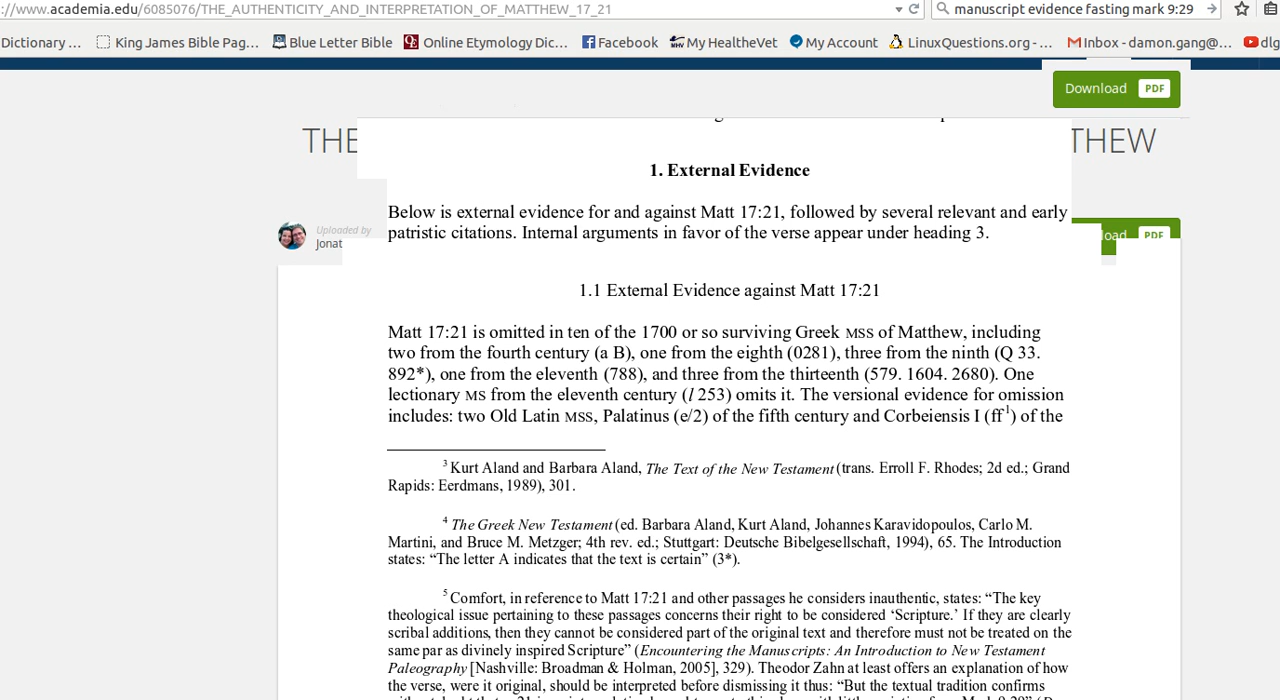 ://www.academia.edu/6085076/THE_AUTHENTICITY_AND_INTERPRETATION_OF_MATTHEW_17_21
manuscript evidence fasting mark 9:29
Dictionary ... King James Bible Pag... Blue Letter Bible Online Etymology Dic... Facebook My HealtheVet My Account LinuxQuestions.org - ... Inbox - damon.gang@... dlg
Download PDF
THE THEW
1. External Evidence
Below is external evidence for and against Matt 17:21, followed by several relevant and early
patristic citations. Internal arguments in favor of the verse appear under heading 3.
Uploaded by
Jonat
load PDF
1.1 External Evidence against Matt 17:21
Matt 17:21 is omitted in ten of the 1700 or so surviving Greek MSS of Matthew, including
two from the fourth century (a B), one from the eighth (0281), three from the ninth (Q 33.
892*), one from the eleventh (788), and three from the thirteenth (579. 1604. 2680). One
lectionary MS from the eleventh century (l 253) omits it. The versional evidence for omission
includes: two Old Latin MSS, Palatinus (e/2) of the fifth century and Corbeiensis I (ff1) of the
3 Kurt Aland and Barbara Aland, The Text of the New Testament (trans. Erroll F. Rhodes; 2d ed.; Grand
Rapids: Eerdmans, 1989), 301.
4 The Greek New Testament (ed. Barbara Aland, Kurt Aland, Johannes Karavidopoulos, Carlo M.
Martini, and Bruce M. Metzger; 4th rev. ed.; Stuttgart: Deutsche Bibelgesellschaft, 1994), 65. The Introduction
states: “The letter A indicates that the text is certain” (3*).
5 Comfort, in reference to Matt 17:21 and other passages he considers inauthentic, states: “The key
theological issue pertaining to these passages concerns their right to be considered ‘Scripture.’ If they are clearly
scribal additions, then they cannot be considered part of the original text and therefore must not be treated on the
same par as divinely inspired Scripture” (Encountering the Manuscripts: An Introduction to New Testament
Paleography [Nashville: Broadman & Holman, 2005], 329). Theodor Zahn at least offers an explanation of how
the verse, were it original, should be interpreted before dismissing it thus: “But the textual tradition confirms